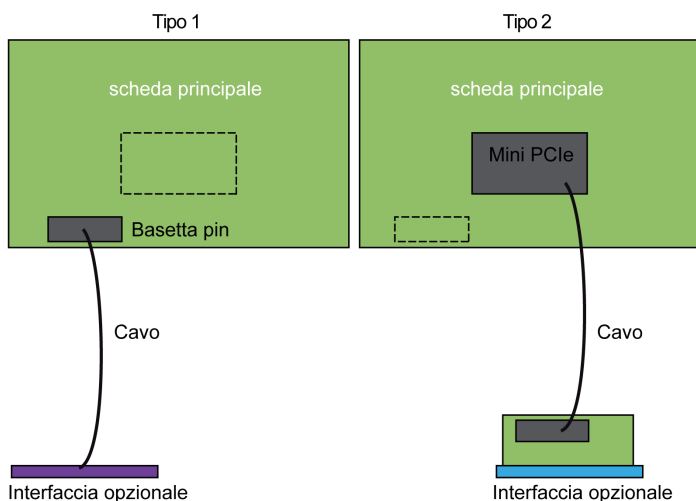 Tipo 1
scheda principale
Basetta pin
Cavo
Interfaccia opzionale
Tipo 2
scheda principale
Mini PCIe
Cavo
Interfaccia opzionale